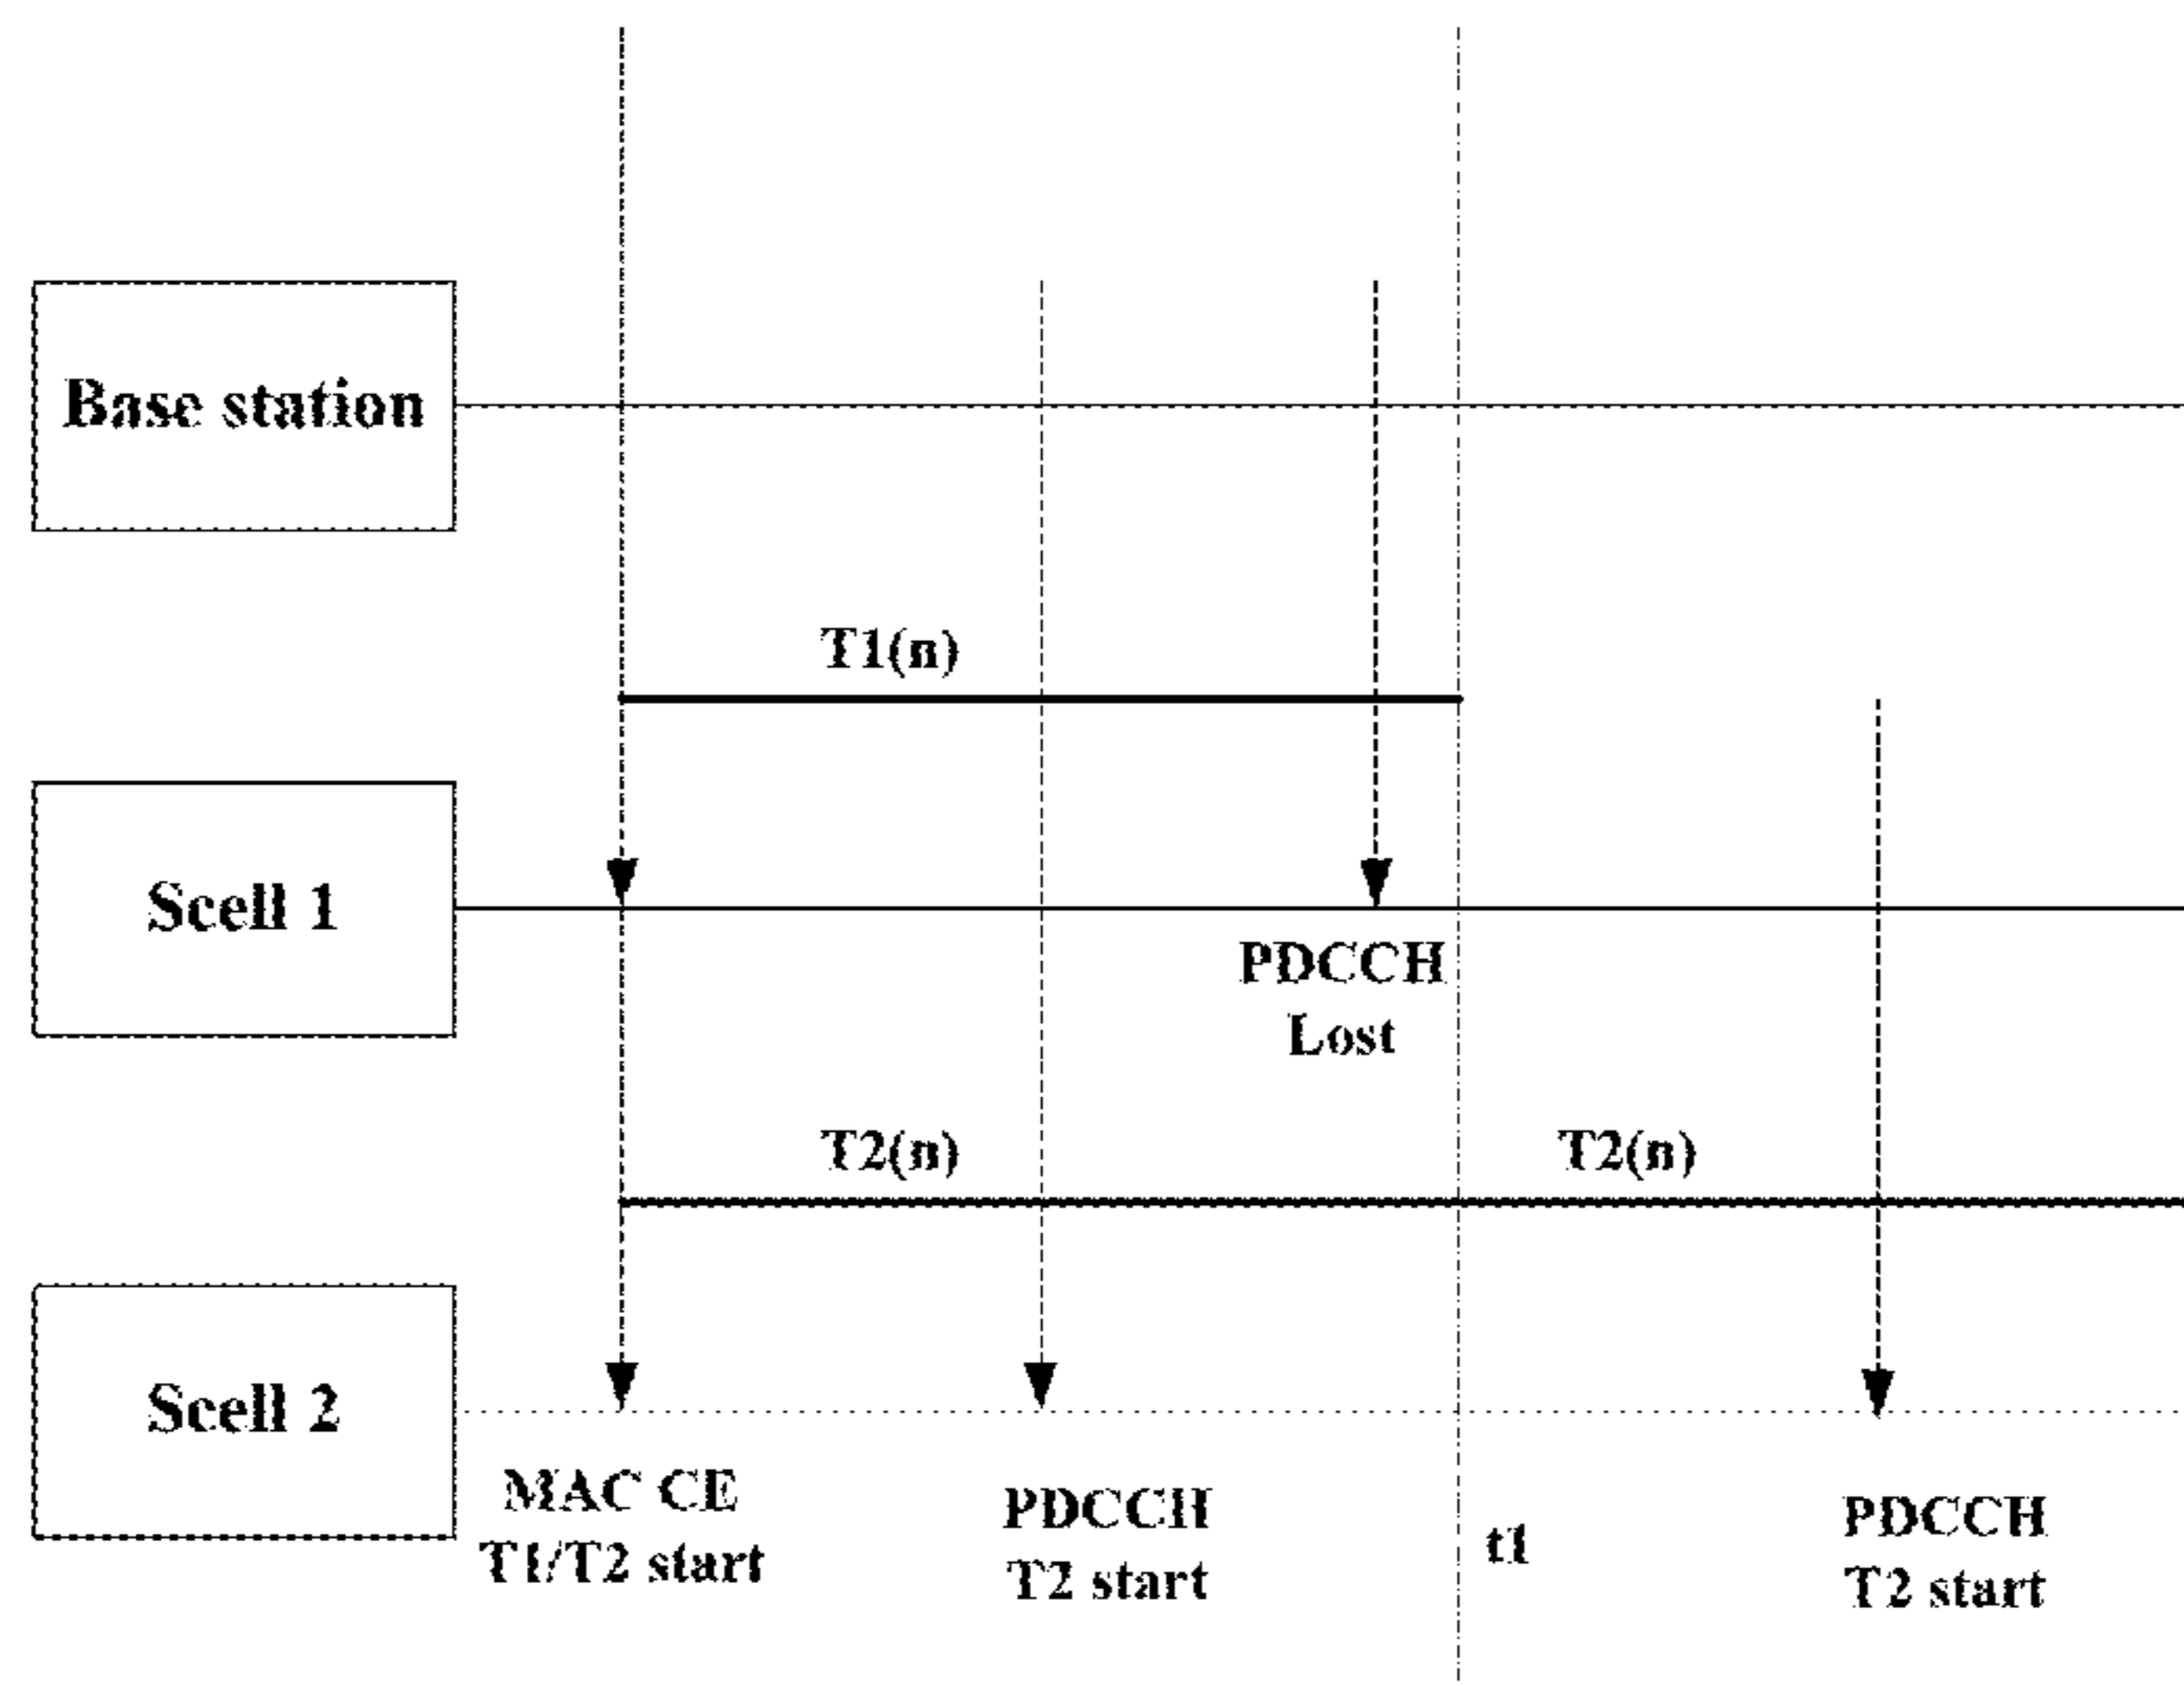 Base station
T1(n)
Scell 1
PDCCH
Lost
T2(n)
T2(n)
Scell 2
MAC CE
T1/T2 start
PDCCH
T2 start
t1
PDCCH
T2 start